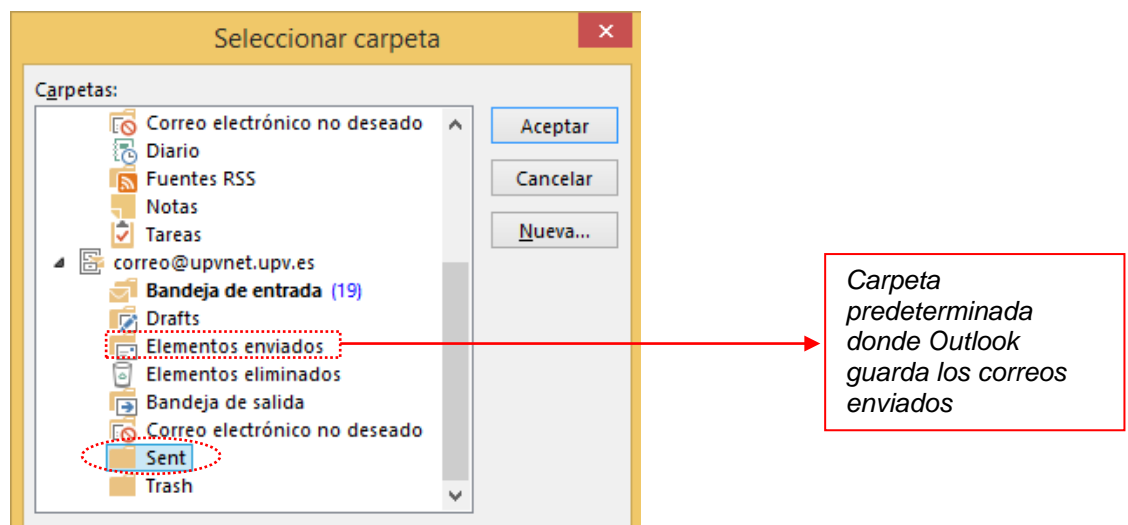 Seleccionar carpeta
Carpetas:
Correo electrónico no deseado
Diario
Fuentes RSS
Notas
Tareas
correo@upvnet.upv.es
Bandeja de entrada (19)
Drafts
Elementos enviados
Elementos eliminados
Bandeja de salida
Correo electrónico no deseado
Sent
Trash
Aceptar
Cancelar
Nueva...
Carpeta
predeterminada
donde Outlook
guarda los correos
enviados